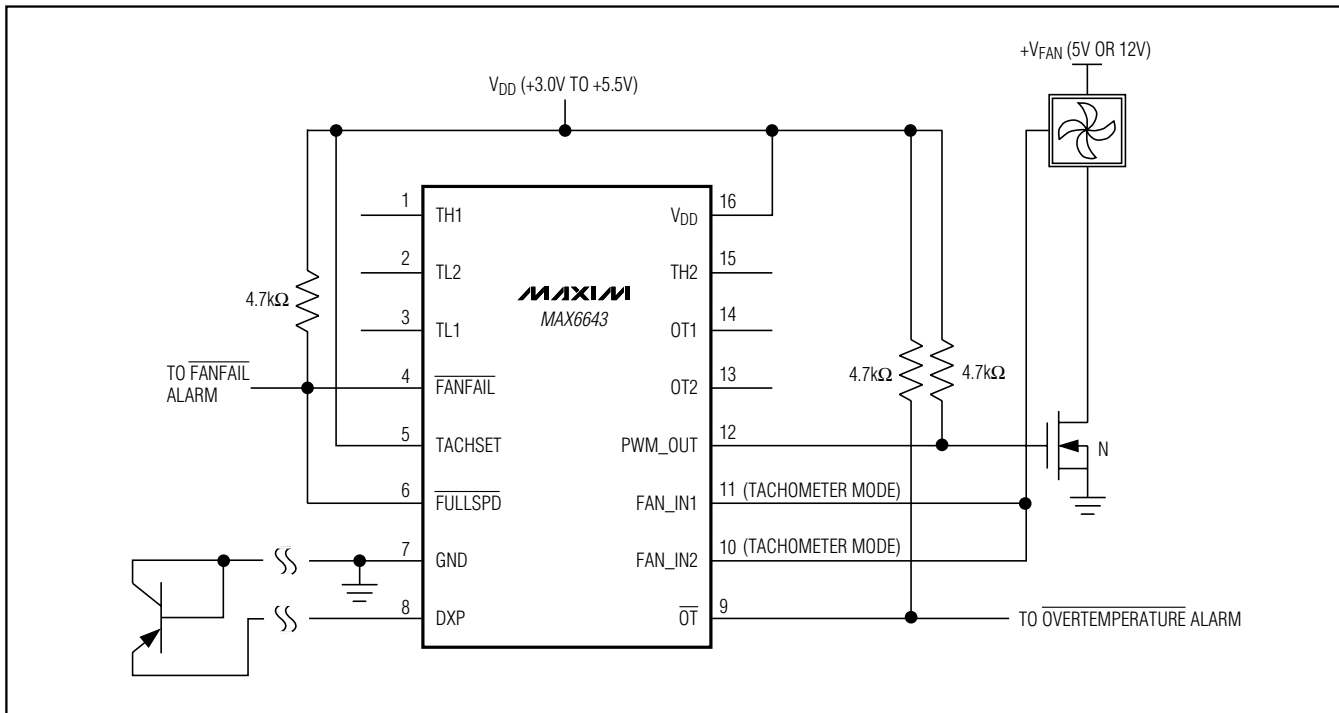 +VFAN (5V OR 12V)
VDD (+3.0V TO +5.5V)
1 TH1
2 TL2
3 TL1
4 FANFAIL
5 TACHSET
6 FULLSPD
7 GND
8 DXP
MAXIM
MAX6643
16 VDD
15 TH2
14 OT1
13 OT2
12 PWM_OUT
11 (TACHOMETER MODE) FAN_IN1
10 (TACHOMETER MODE) FAN_IN2
9 OT
4.7kΩ
TO FANFAIL
ALARM
4.7kΩ
4.7kΩ
N
TO OVERTEMPERATURE ALARM